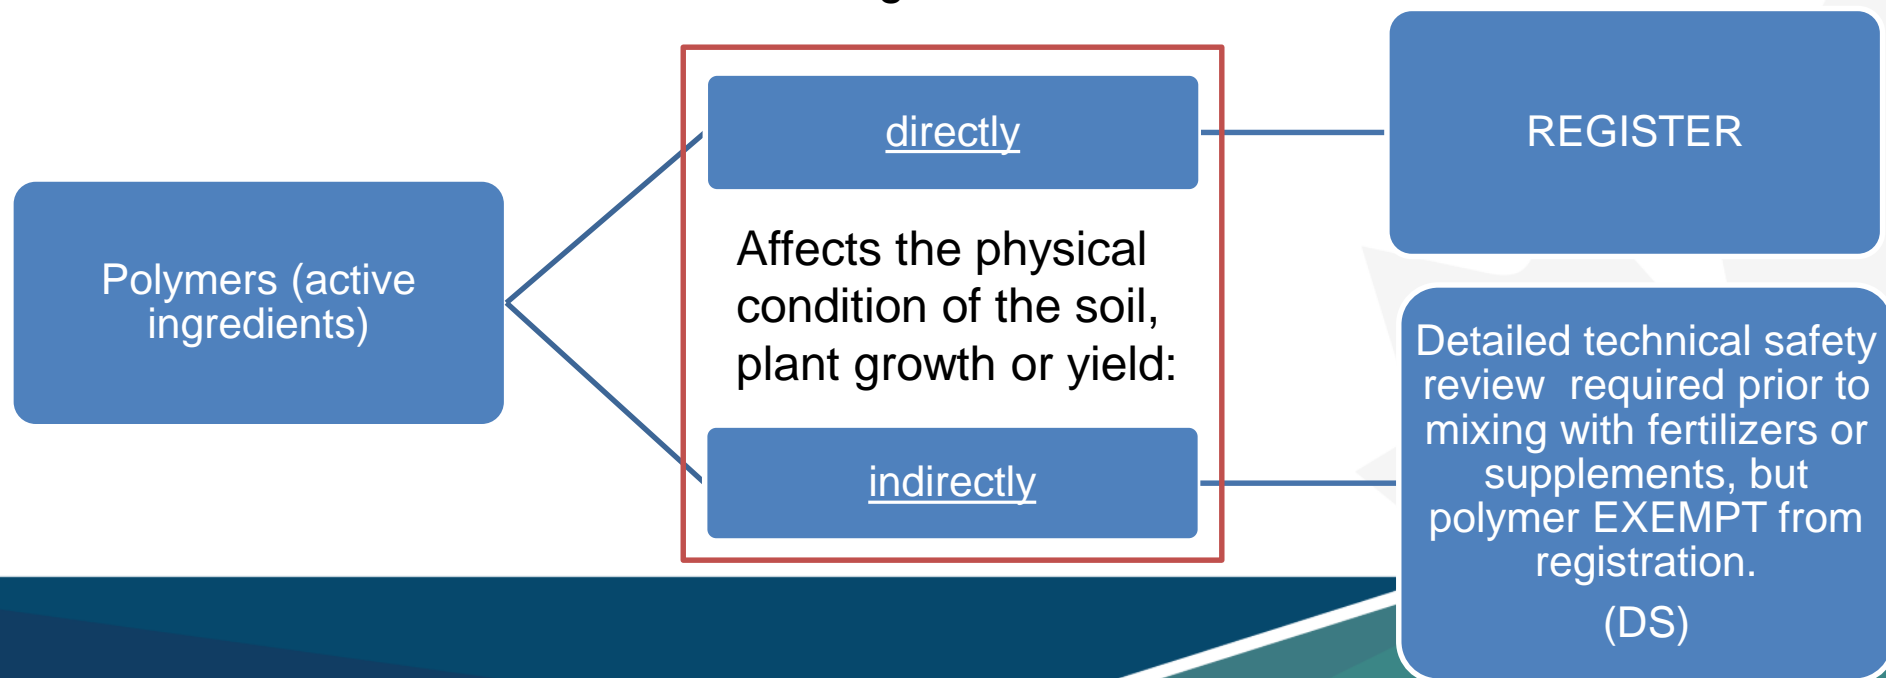 Polymers (active
ingredients)
directly
Affects the physical
condition of the soil,
plant growth or yield:
indirectly
REGISTER
Detailed technical safety
review  required prior to
mixing with fertilizers or
supplements, but
polymer EXEMPT from
registration.
(DS)